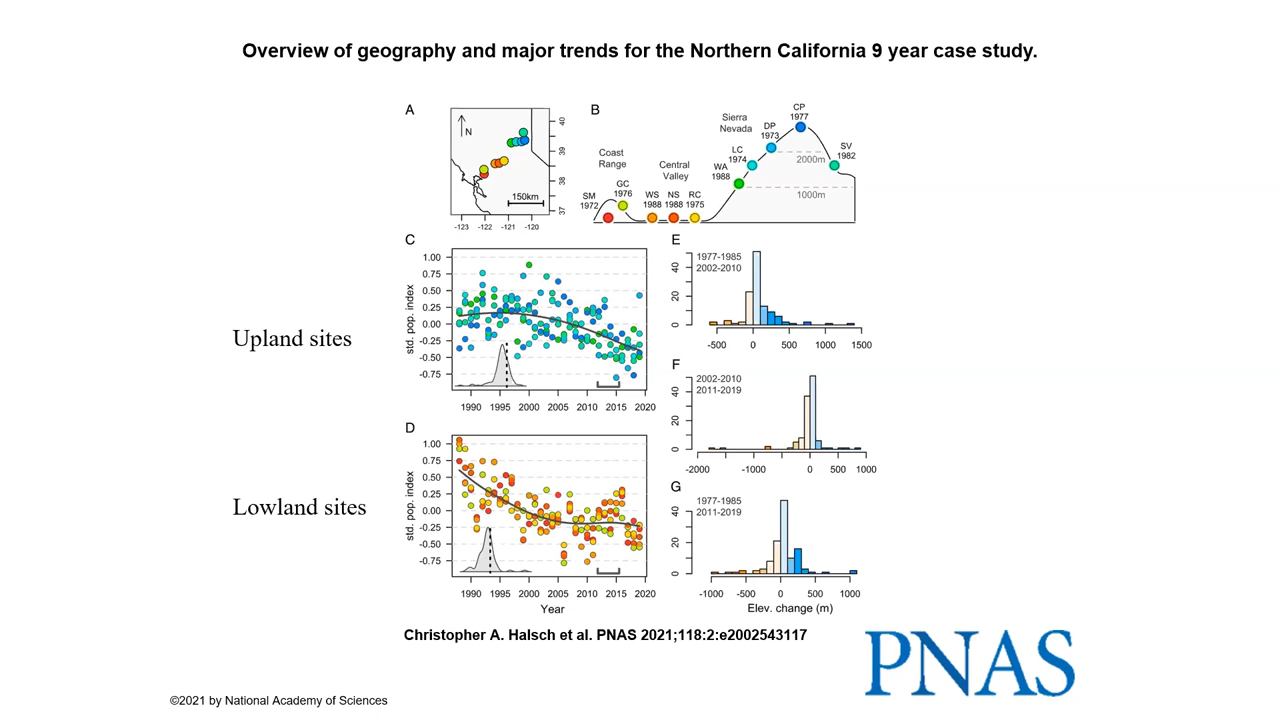 Overview of geography and major trends for the Northern California 9 year case study.
A
N
150km
40
39
38
37
-123 -122 -121 -120
B
Coast
Range
Central
Valley
Sierra
Nevada
SM
1972
GC
1976
WS
1988
NS
1988
RC
1975
WA
1988
LC
1974
DP
1973
CP
1977
SV
1982
2000m
1000m
Upland sites
C
std. pop. index
1.00
0.75
0.50
0.25
0.00
-0.25
-0.50
-0.75
1990 1995 2000 2005 2010 2015 2020
Lowland sites
D
std. pop. index
1.00
0.75
0.50
0.25
0.00
-0.25
-0.50
-0.75
1990 1995 2000 2005 2010 2015 2020
Year
E
1977-1985
2002-2010
40
20
0
-500 0 500 1000 1500
F
2002-2010
2011-2019
40
20
0
-2000 -1000 0 500 1000
G
1977-1985
2011-2019
40
20
0
-1000 -500 0 500 1000
Elev. change (m)
Christopher A. Halsch et al. PNAS 2021;118:2:e2002543117
PNAS
©2021 by National Academy of Sciences